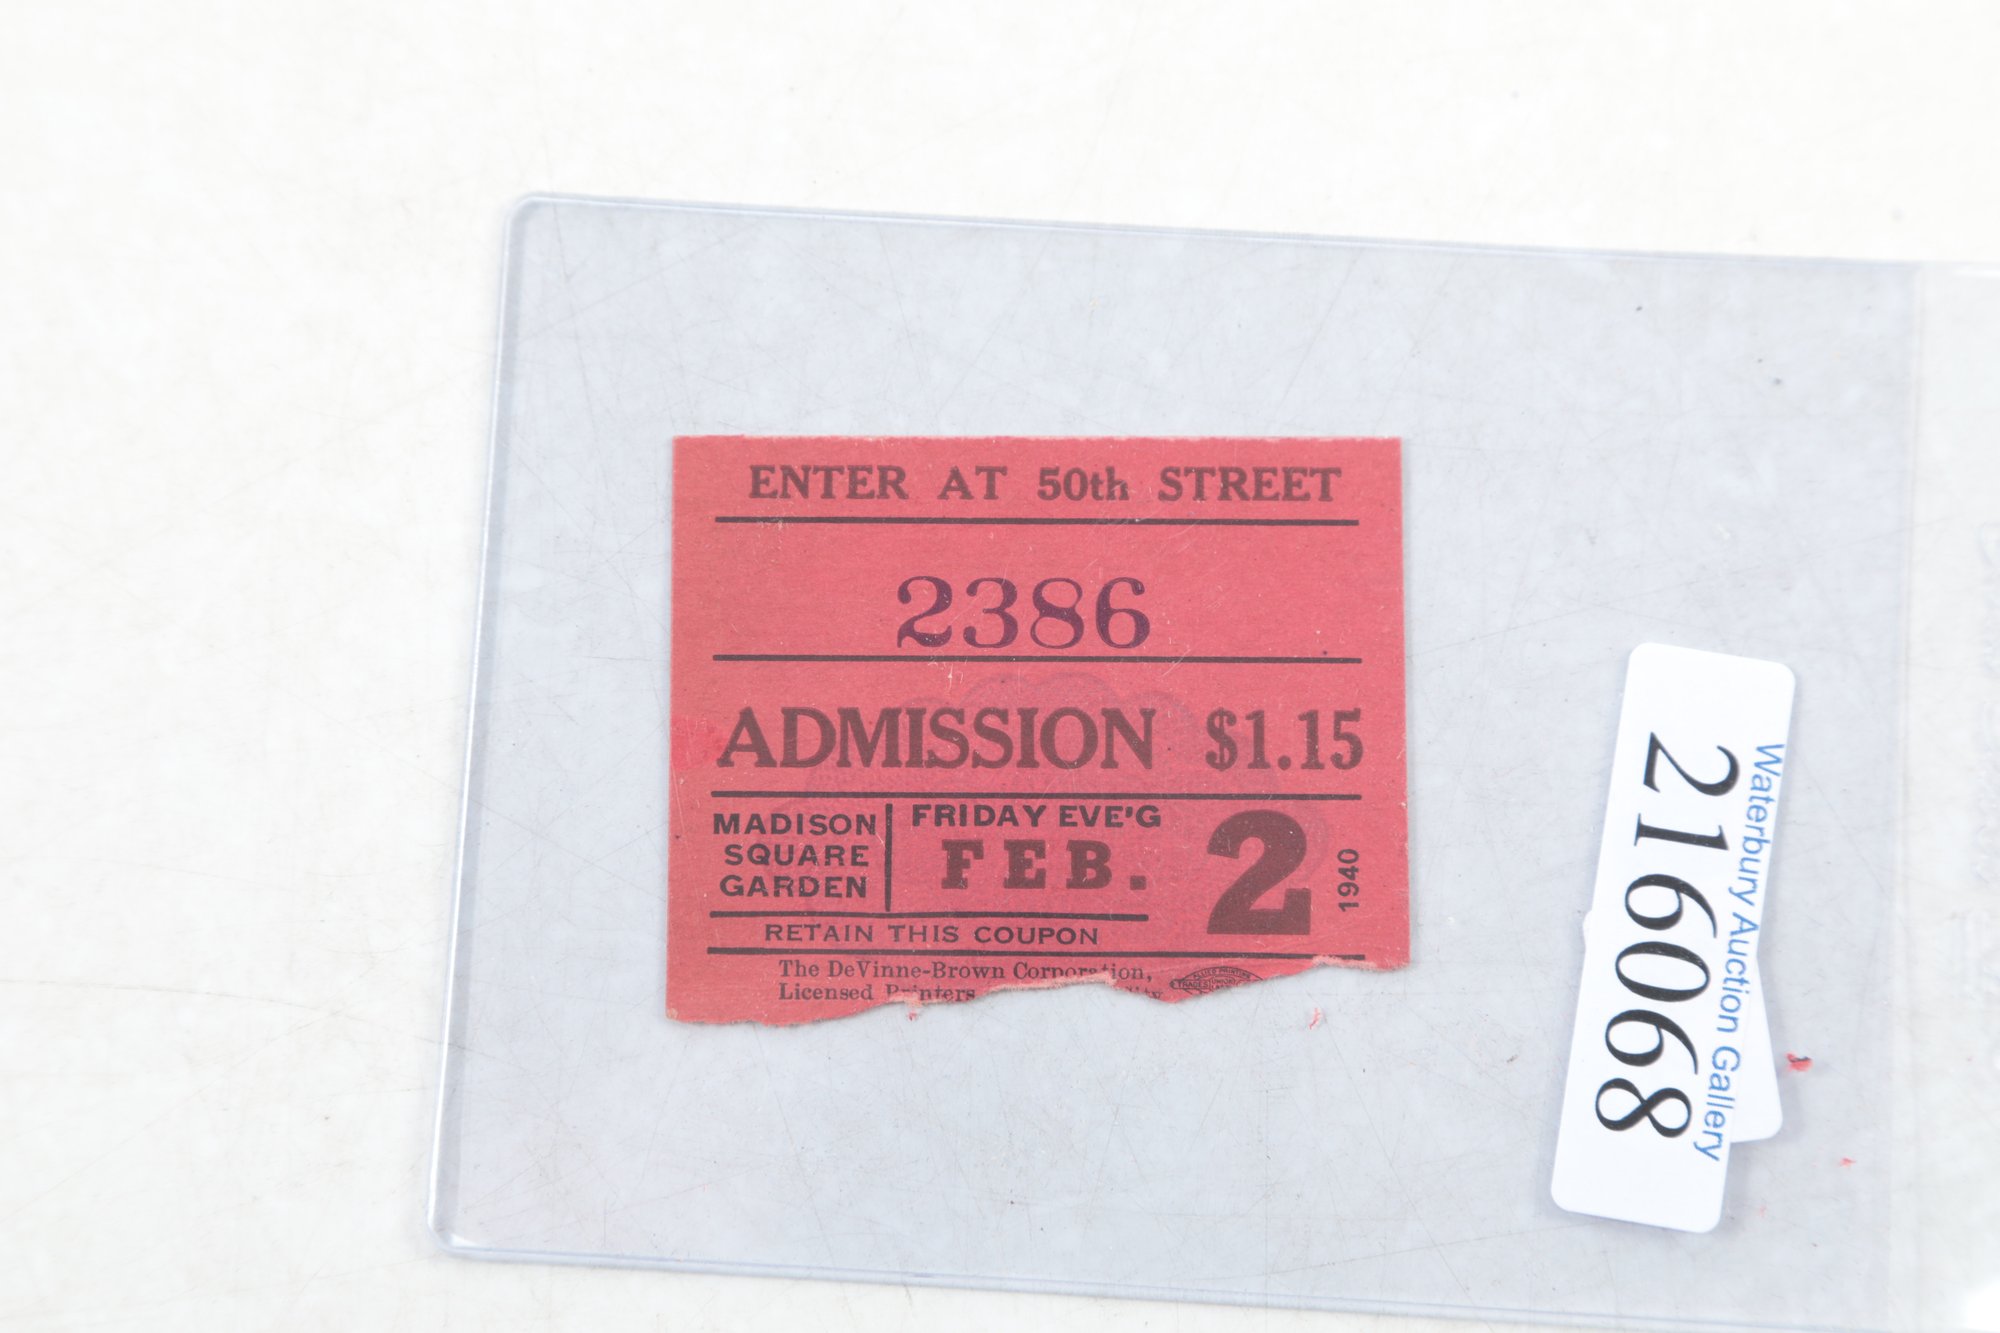 ENTER AT 50th STREET
2386
ADMISSION $1.15
MADISON
SQUARE
GARDEN
FRIDAY EVE'G
FEB. 2
1940
RETAIN THIS COUPON
The DeVinne-Brown Corporation,
Licensed Printers
Waterbury Auction Gallery
216068